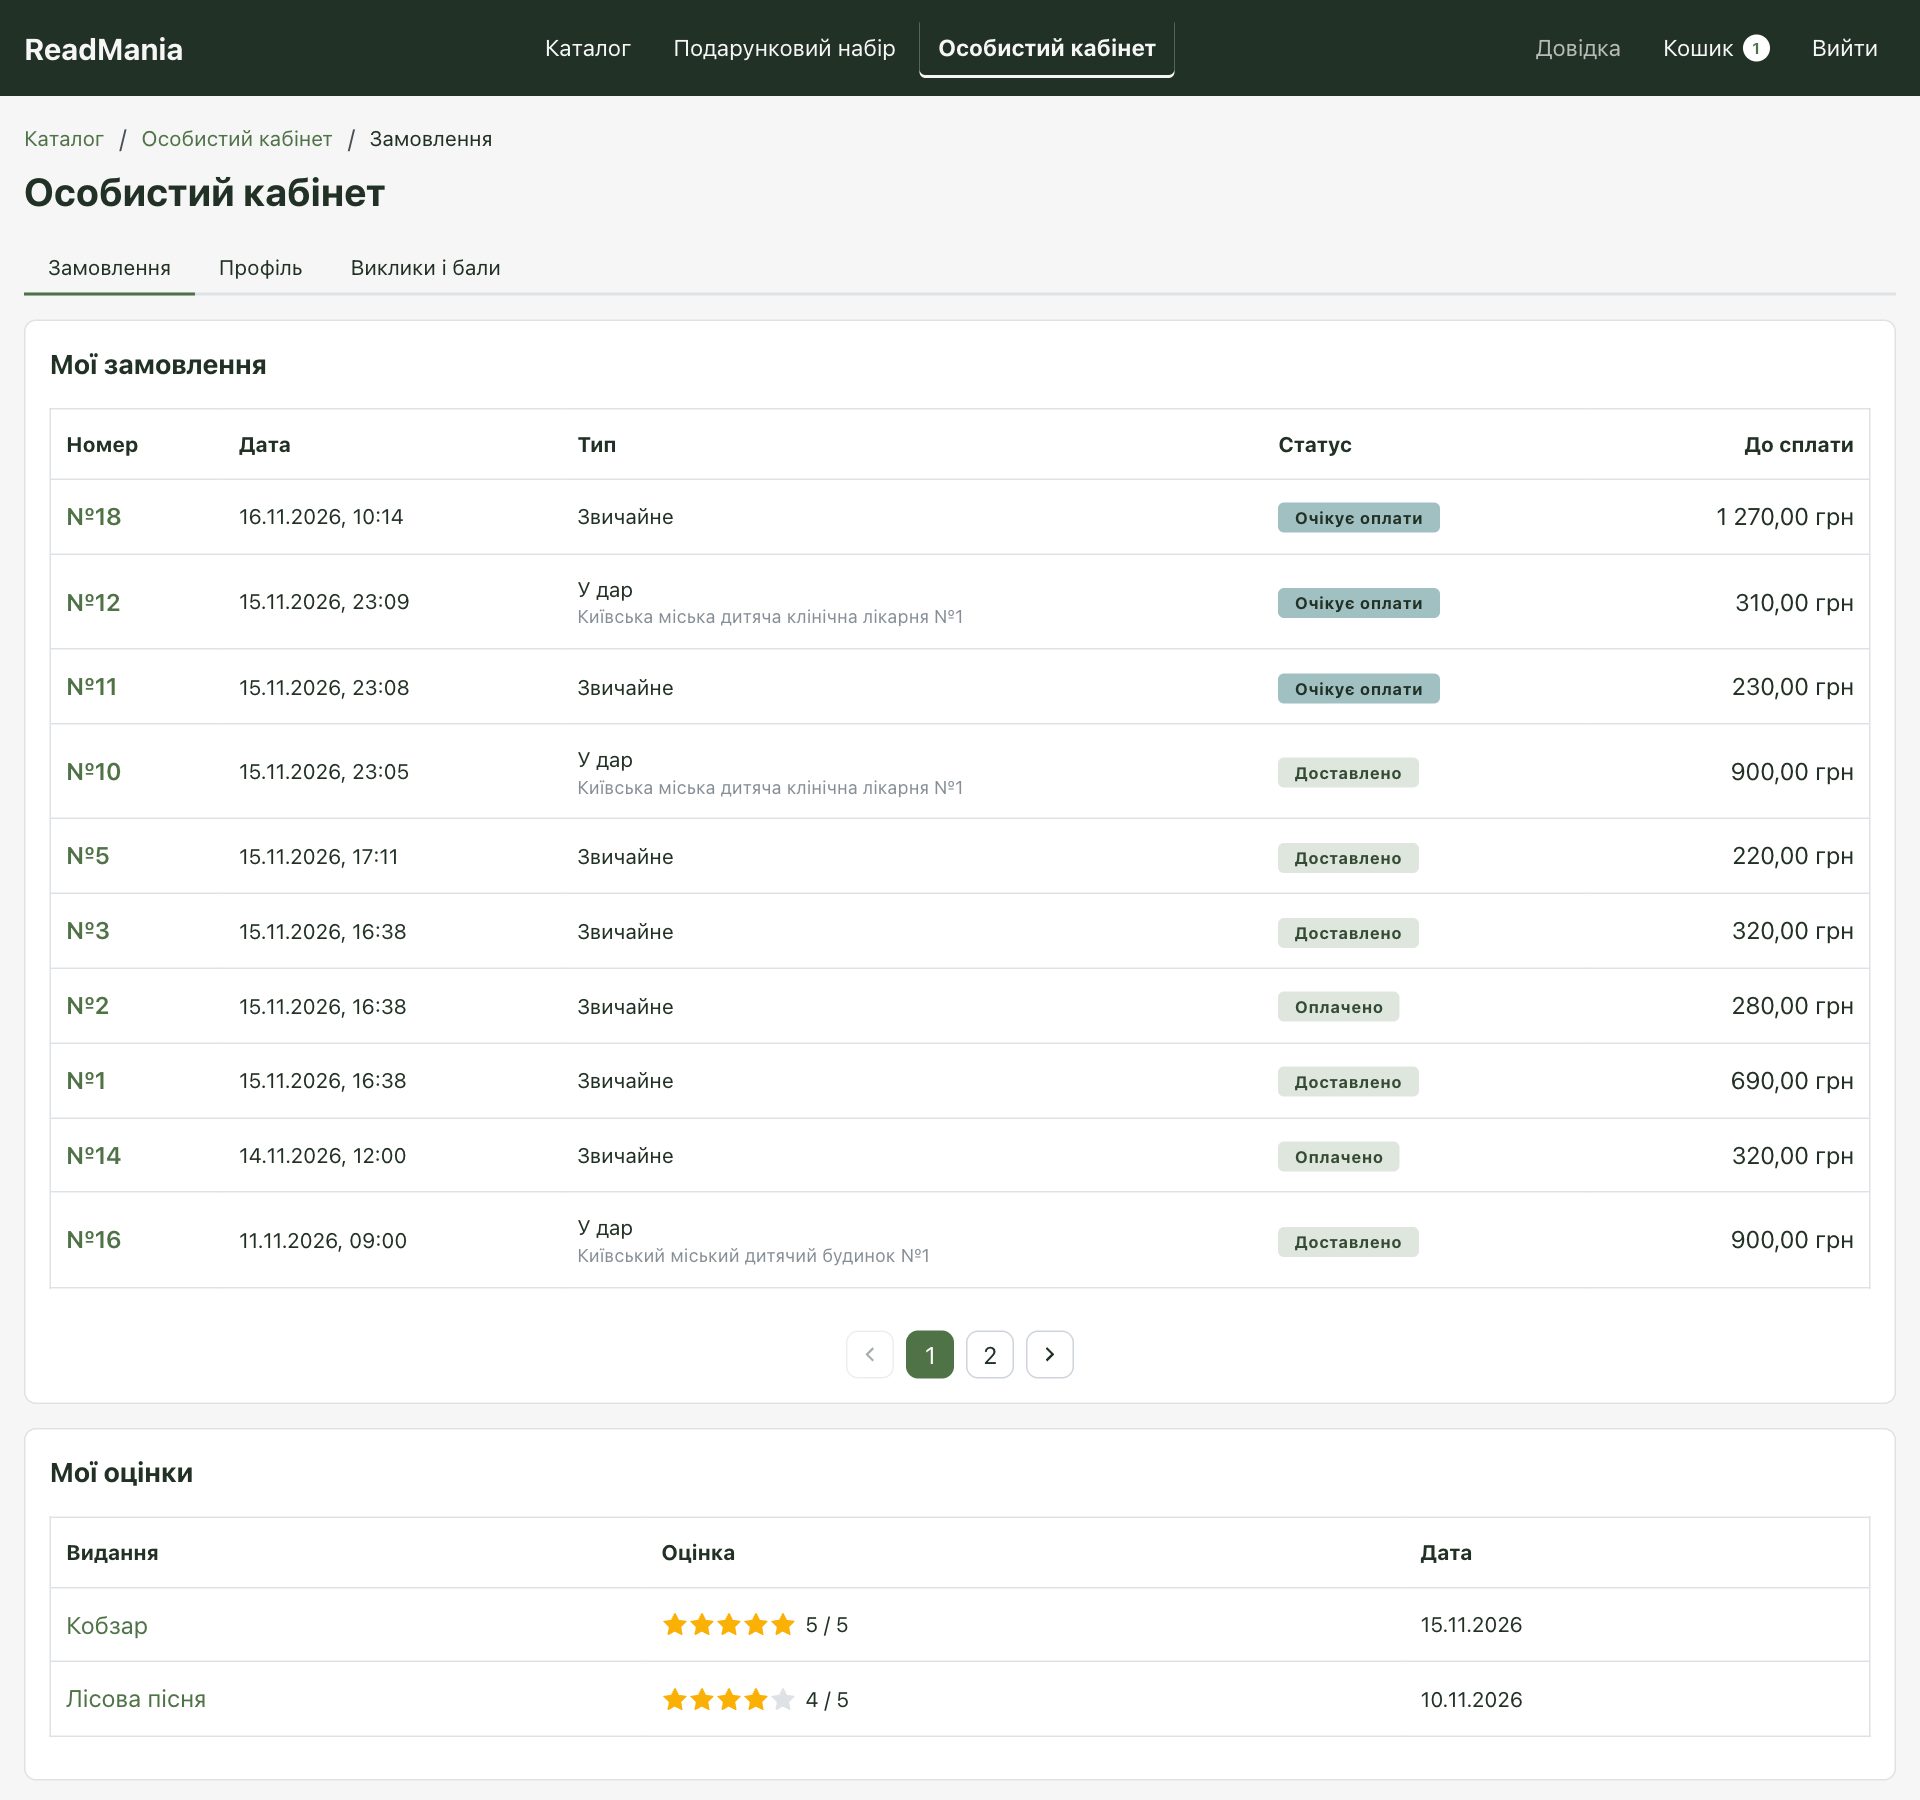 ReadMania Каталог Подарунковий набір Особистий кабінет Довідка Кошик 1 Вийти
Каталог / Особистий кабінет / Замовлення
Особистий кабінет
Замовлення Профіль Виклики і бали
Мої замовлення
Номер Дата Тип Статус До сплати
№18 16.11.2026, 10:14 Звичайне Очікує оплати 1 270,00 грн
№12 15.11.2026, 23:09 У дар Очікує оплати 310,00 грн
Київська міська дитяча клінічна лікарня №1
№11 15.11.2026, 23:08 Звичайне Очікує оплати 230,00 грн
№10 15.11.2026, 23:05 У дар Доставлено 900,00 грн
Київська міська дитяча клінічна лікарня №1
№5 15.11.2026, 17:11 Звичайне Доставлено 220,00 грн
№3 15.11.2026, 16:38 Звичайне Доставлено 320,00 грн
№2 15.11.2026, 16:38 Звичайне Оплачено 280,00 грн
№1 15.11.2026, 16:38 Звичайне Доставлено 690,00 грн
№14 14.11.2026, 12:00 Звичайне Оплачено 320,00 грн
№16 11.11.2026, 09:00 У дар Доставлено 900,00 грн
Київський міський дитячий будинок №1
1 2
Мої оцінки
Видання Оцінка Дата
Кобзар 5 / 5 15.11.2026
Лісова пісня 4 / 5 10.11.2026